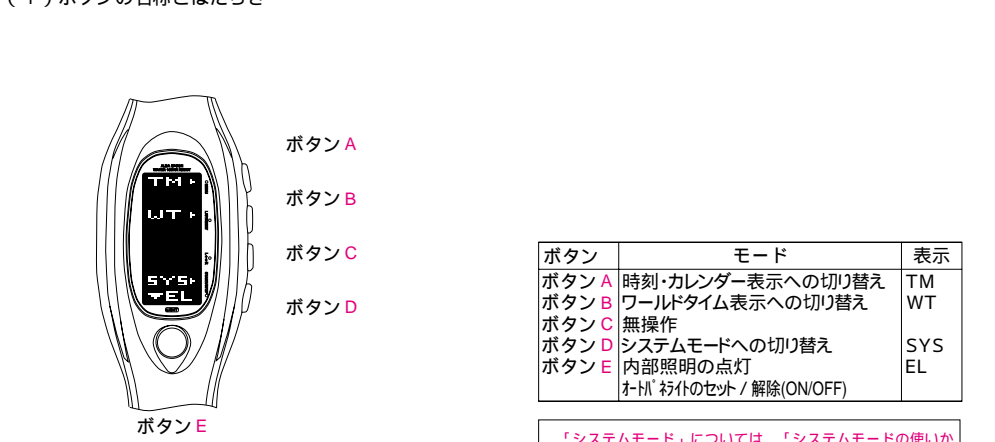 (1)ボタンの名称とはたらき
TM
WT
SYS
EL
ボタン A
ボタン B
ボタン C
ボタン D
ボタン E
ボタン モード 表示
ボタン A 時刻・カレンダー表示への切り替え TM
ボタン B ワールドタイム表示への切り替え WT
ボタン C 無操作
ボタン D システムモードへの切り替え SYS
ボタン E 内部照明の点灯 EL
オートパネライトのセット / 解除(ON/OFF)
「システムモード」については、「システムモードの使いか